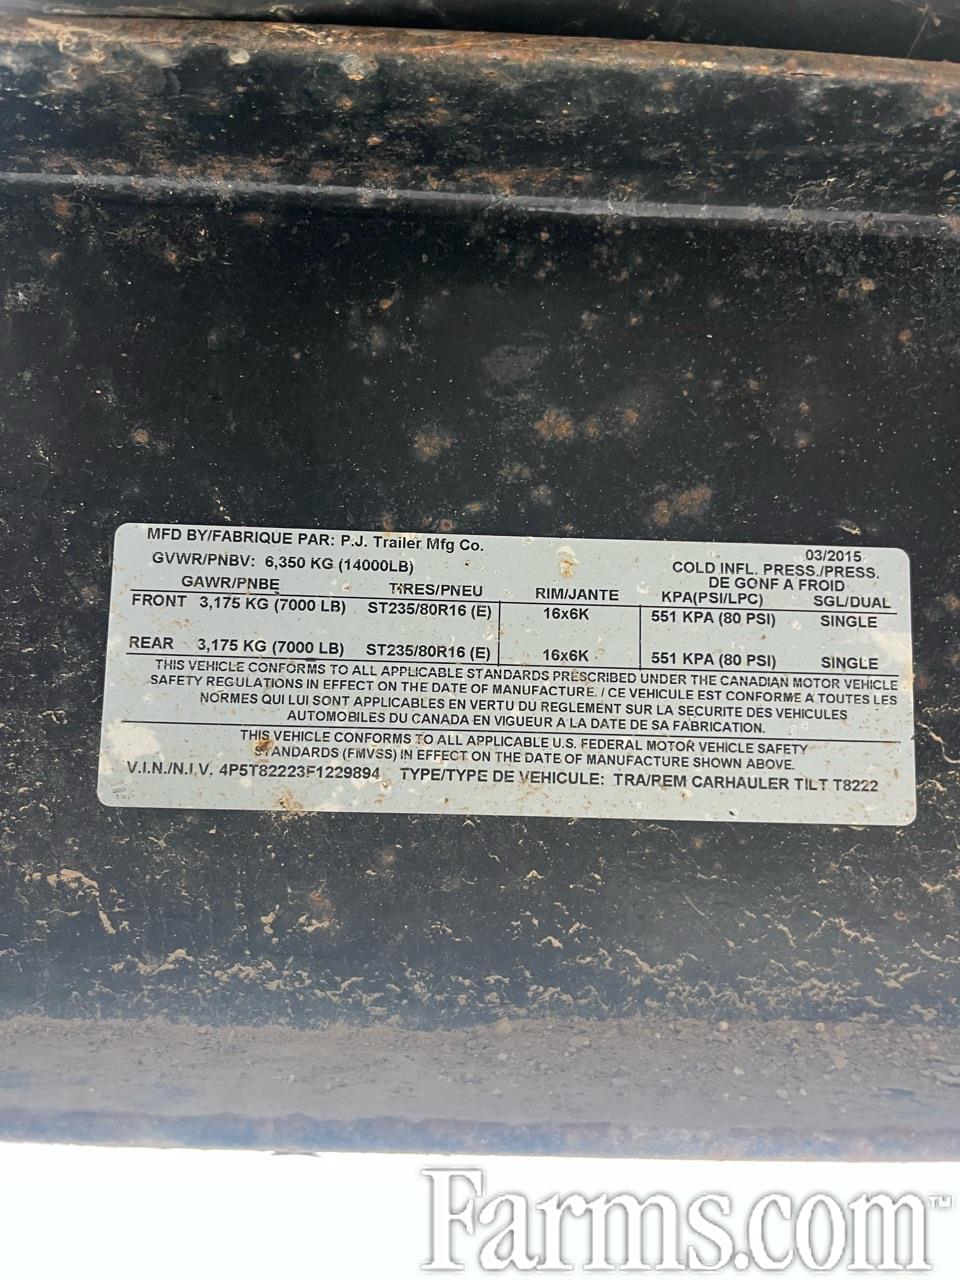 MFD BY/FABRIQUE PAR: P.J. Trailer Mfg Co.
03/2015
GVWR/PNBV: 6,350 KG (14000LB)
COLD INFL. PRESS./PRESS.
DE GONF A FROID
GAWR/PNBE TIRES/PNEU RIM/JANTE KPA(PSI/LPC) SGL/DUAL
FRONT 3,175 KG (7000 LB) ST235/80R16 (E) 16x6K 551 KPA (80 PSI) SINGLE
REAR 3,175 KG (7000 LB) ST235/80R16 (E) 16x6K 551 KPA (80 PSI) SINGLE
THIS VEHICLE CONFORMS TO ALL APPLICABLE STANDARDS PRESCRIBED UNDER THE CANADIAN MOTOR VEHICLE
SAFETY REGULATIONS IN EFFECT ON THE DATE OF MANUFACTURE. / CE VEHICULE EST CONFORME A TOUTES LES
NORMES QUI LUI SONT APPLICABLES EN VERTU DU REGLEMENT SUR LA SECURITE DES VEHICULES
AUTOMOBILES DU CANADA EN VIGUEUR A LA DATE DE SA FABRICATION.
THIS VEHICLE CONFORMS TO ALL APPLICABLE U.S. FEDERAL MOTOR VEHICLE SAFETY
STANDARDS (FMVSS) IN EFFECT ON THE DATE OF MANUFACTURE SHOWN ABOVE.
V.I.N./N.I.V. 4P5T82223F1229894 TYPE/TYPE DE VEHICULE: TRA/REM CARHAULER TILT T8222
Farms.com™